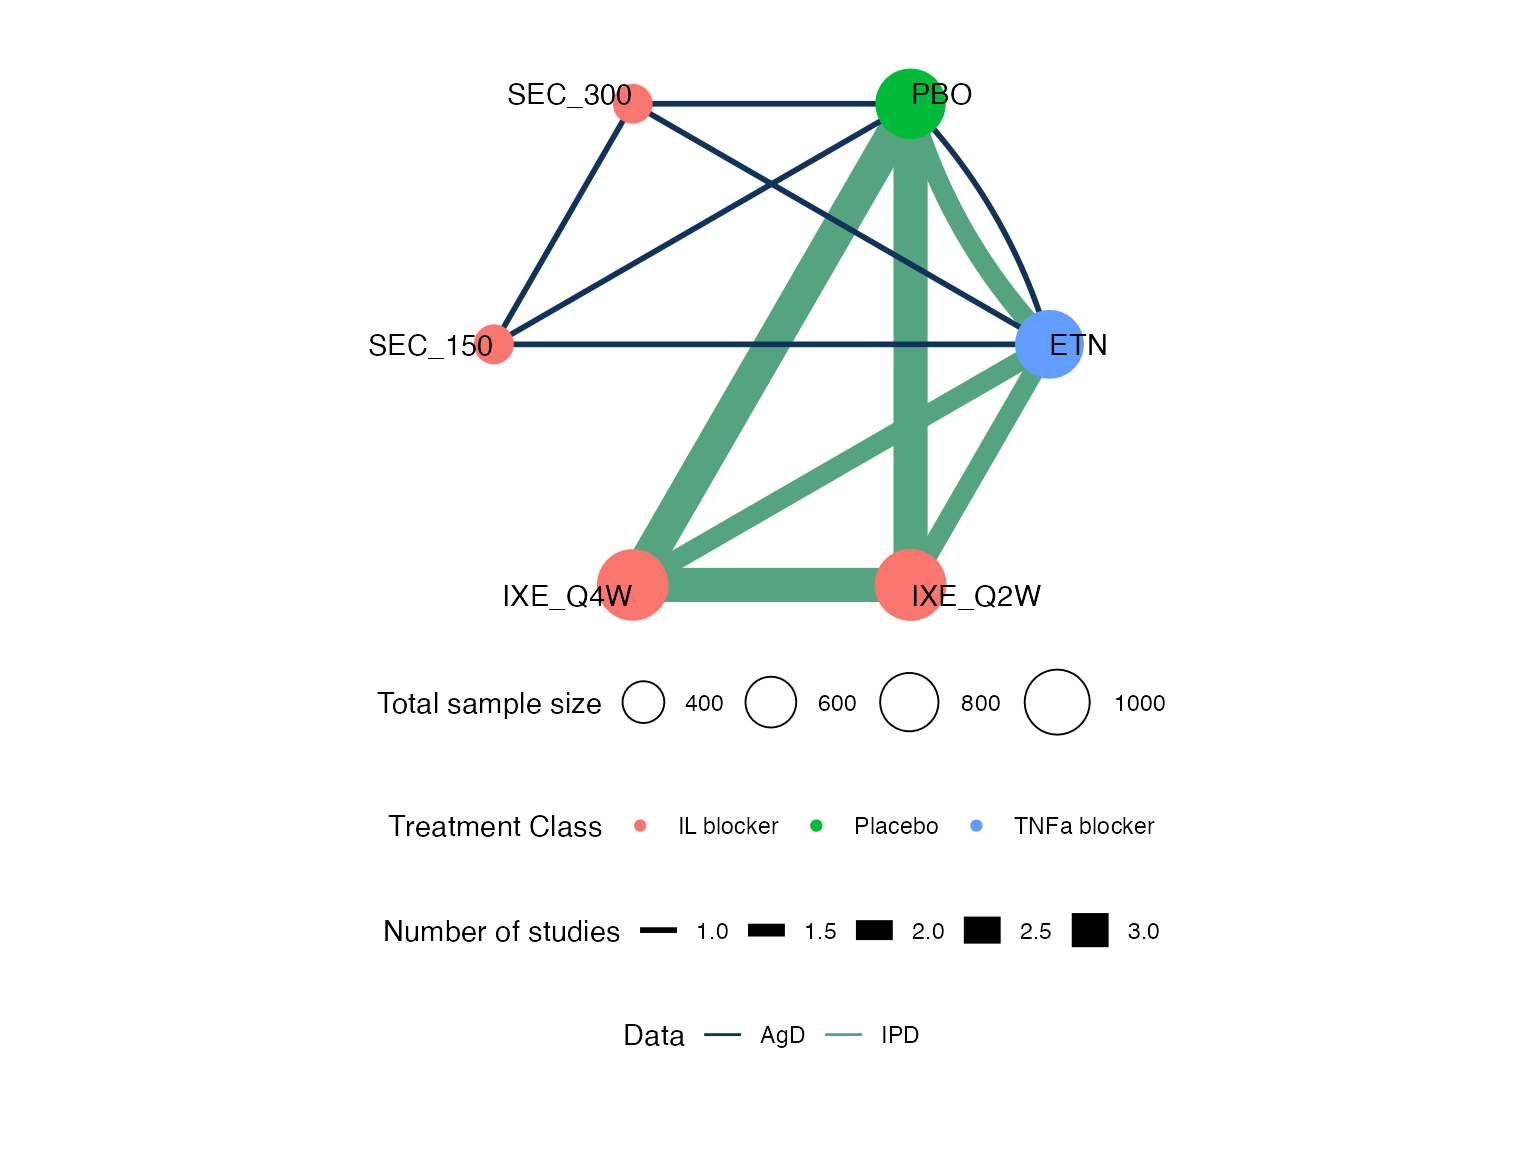 SEC_300 PBO
SEC_150 ETN
IXE_Q4W IXE_Q2W
Total sample size 400 600 800 1000
Treatment Class IL blocker Placebo TNFa blocker
Number of studies 1.0 1.5 2.0 2.5 3.0
Data AgD IPD